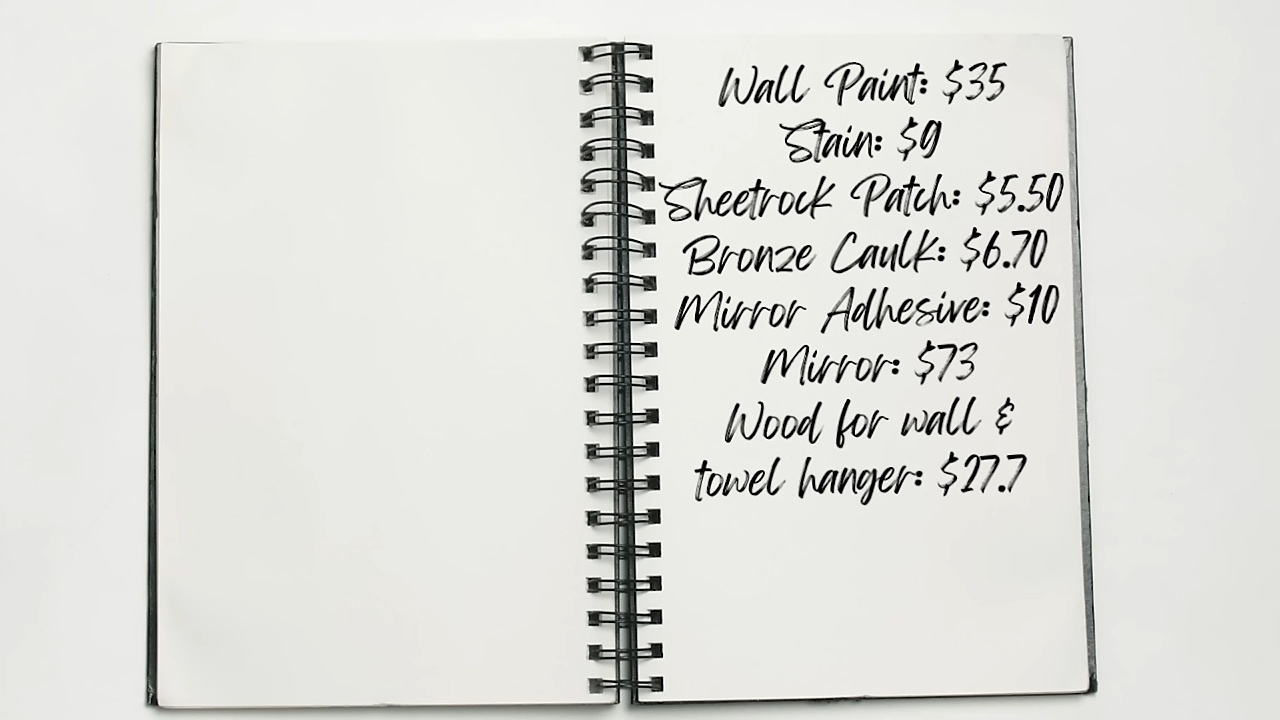 Wall Paint: $35
Stain: $9
Sheetrock Patch: $5.50
Bronze Caulk: $6.70
Mirror Adhesive: $10
Mirror: $73
Wood for wall &
towel hanger: $27.7